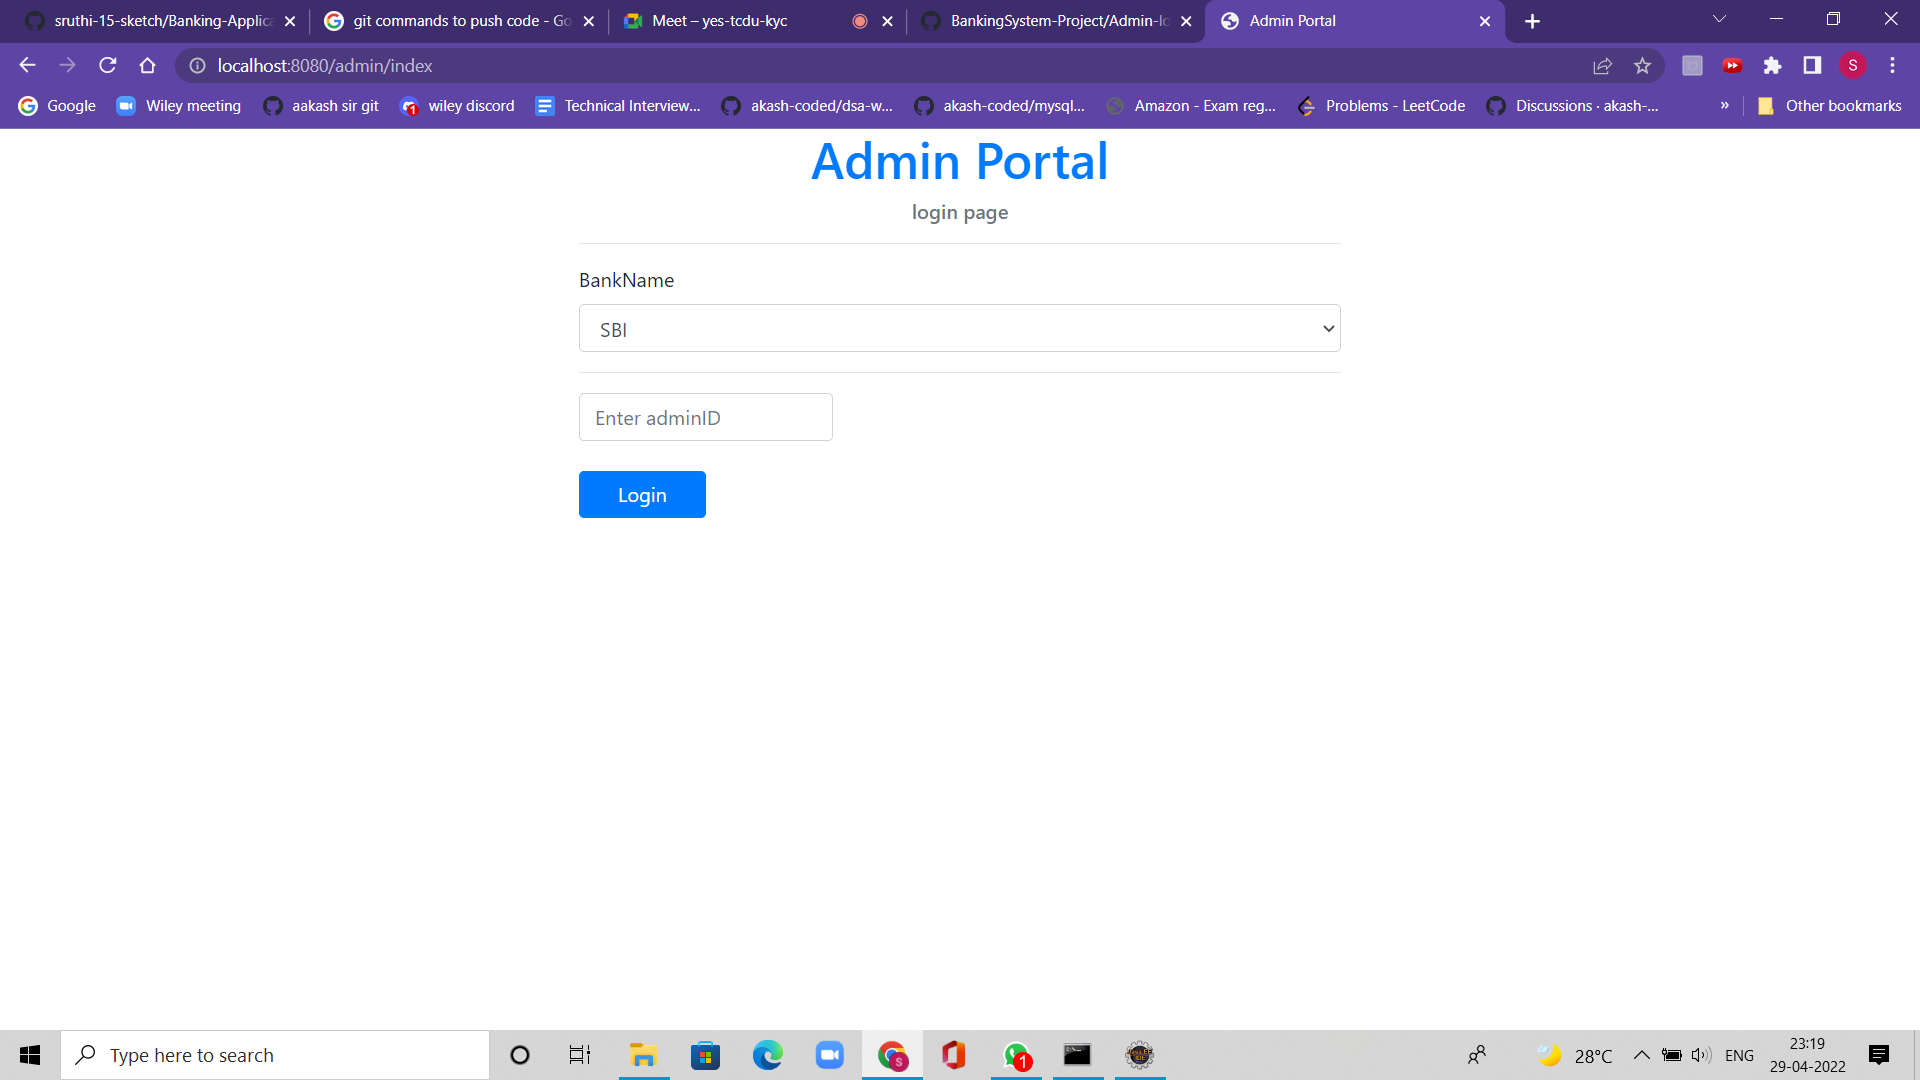 sruthi-15-sketch/Banking-Applica
git commands to push code - Go
Meet – yes-tcdu-kyc
BankingSystem-Project/Admin-lo
Admin Portal
localhost:8080/admin/index
S
Google
Wiley meeting
aakash sir git
1
wiley discord
Technical Interview...
akash-coded/dsa-w...
akash-coded/mysql...
Amazon - Exam reg...
Problems - LeetCode
Discussions · akash-...
»
Other bookmarks
Admin Portal
login page
BankName
SBI
Enter adminID
Login
Type here to search
S
1
28°C
ENG
23:19
29-04-2022